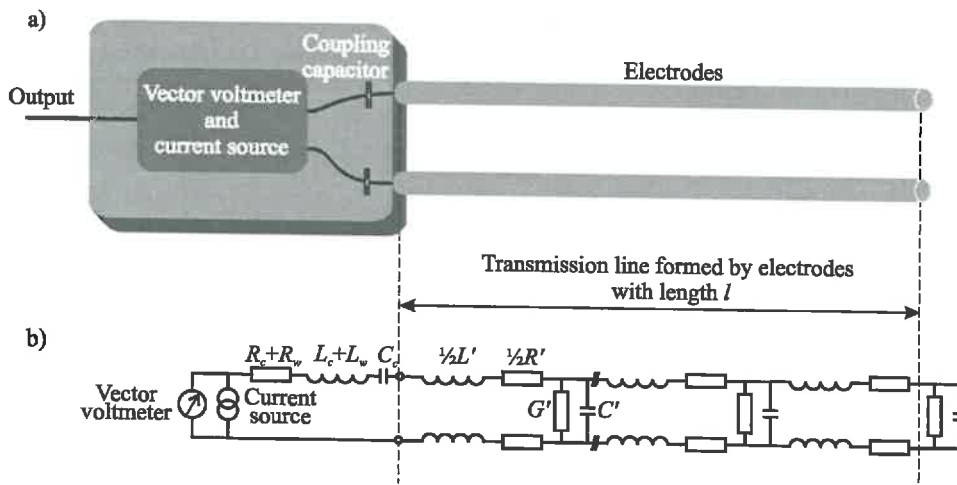 a)
Coupling
capacitor
Electrodes
Output
Vector voltmeter
and
current source
Transmission line formed by electrodes
with length l
b)
R_c+R_w L_c+L_w C_c ½L' ½R'
Vector
voltmeter
Current
source
G' C'